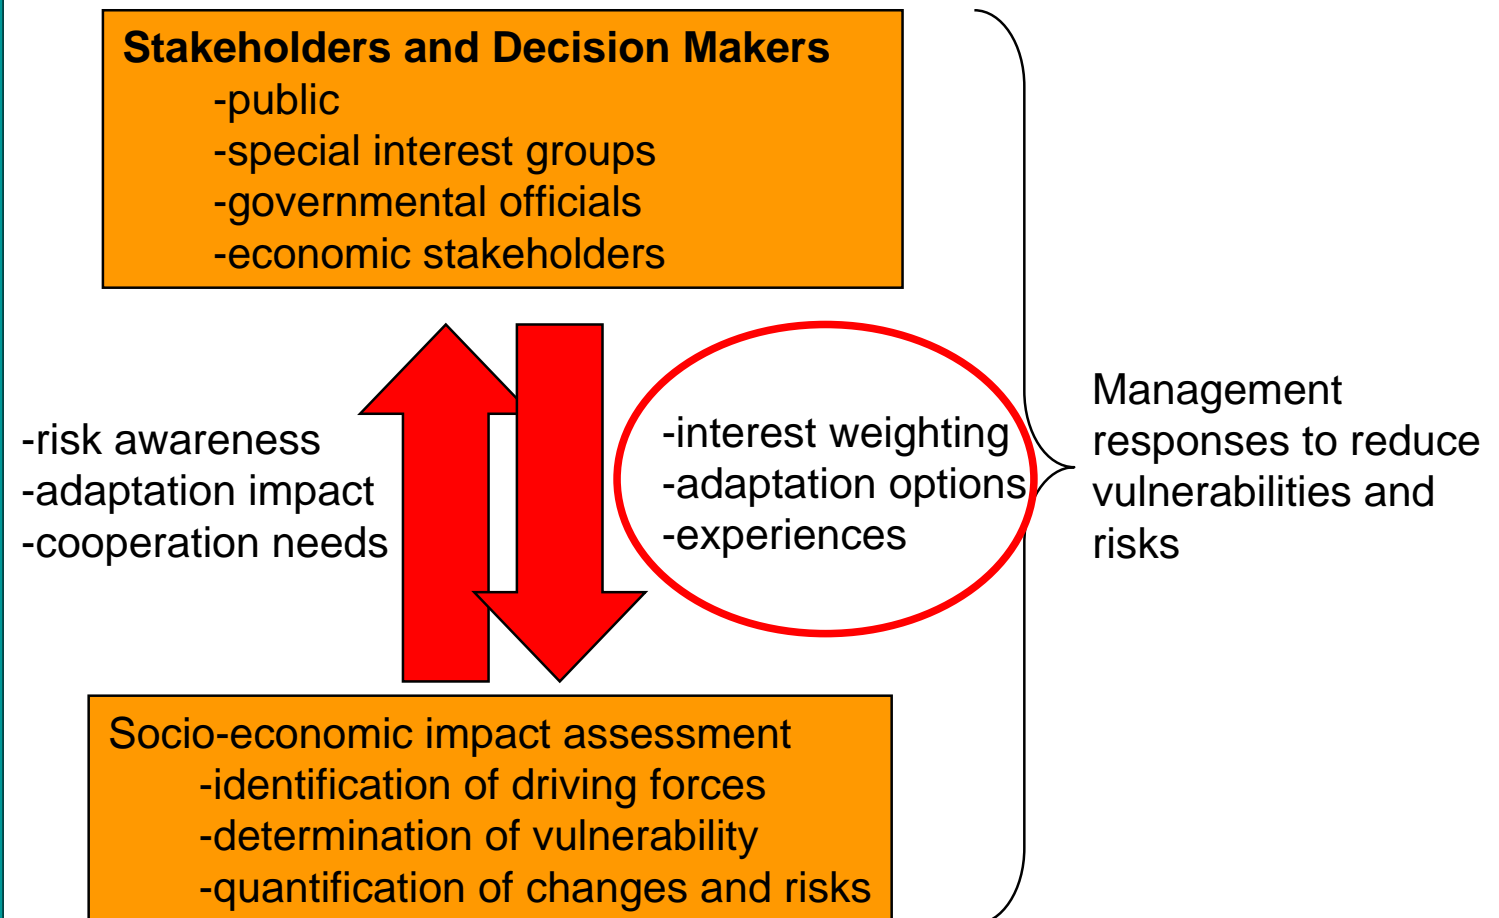 Stakeholders and Decision Makers
-public
-special interest groups
-governmental officials
-economic stakeholders
-risk awareness
-adaptation impact
-cooperation needs
-interest weighting
-adaptation options
-experiences
Management
responses to reduce
vulnerabilities and
risks
Socio-economic impact assessment
-identification of driving forces
-determination of vulnerability
-quantification of changes and risks